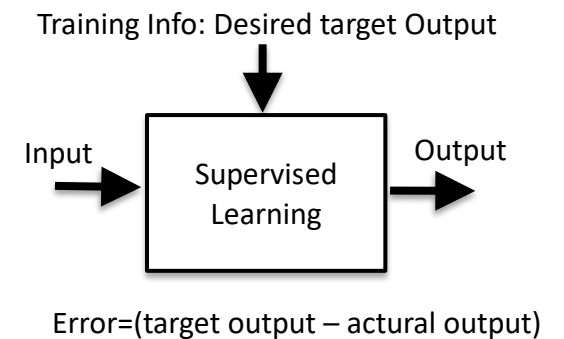 Training Info: Desired target Output
Input
Supervised
Learning
Output
Error=(target output – actural output)